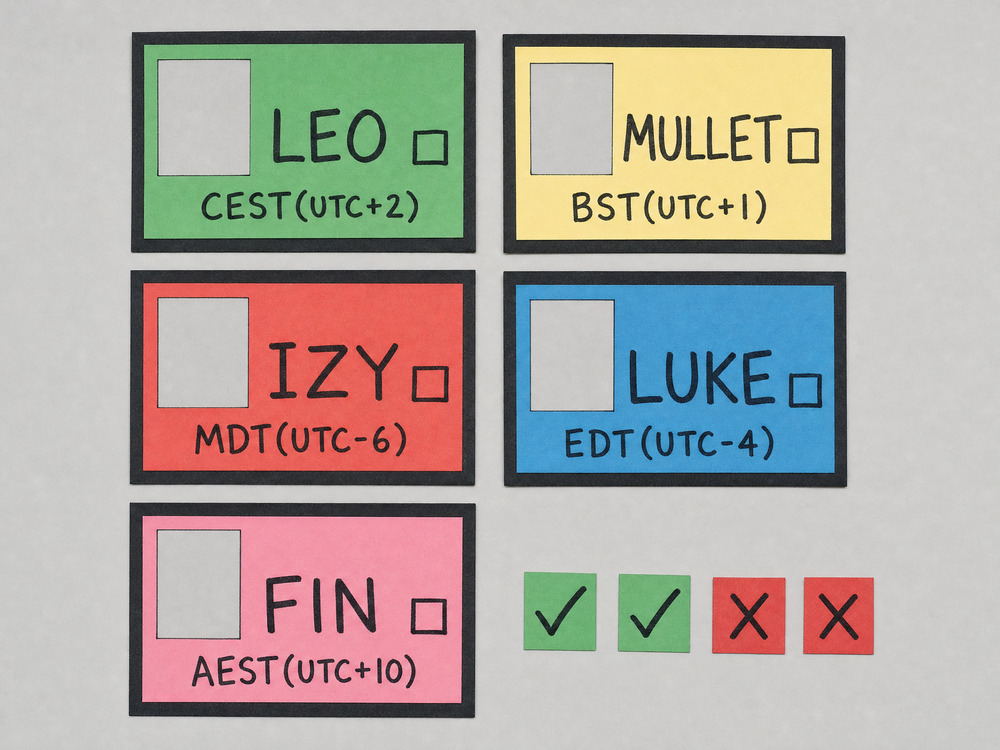 LEO
CEST(UTC+2)
MULLET
BST(UTC+1)
IZY
MDT(UTC-6)
LUKE
EDT(UTC-4)
FIN
AEST(UTC+10)
✓ ✓ X X